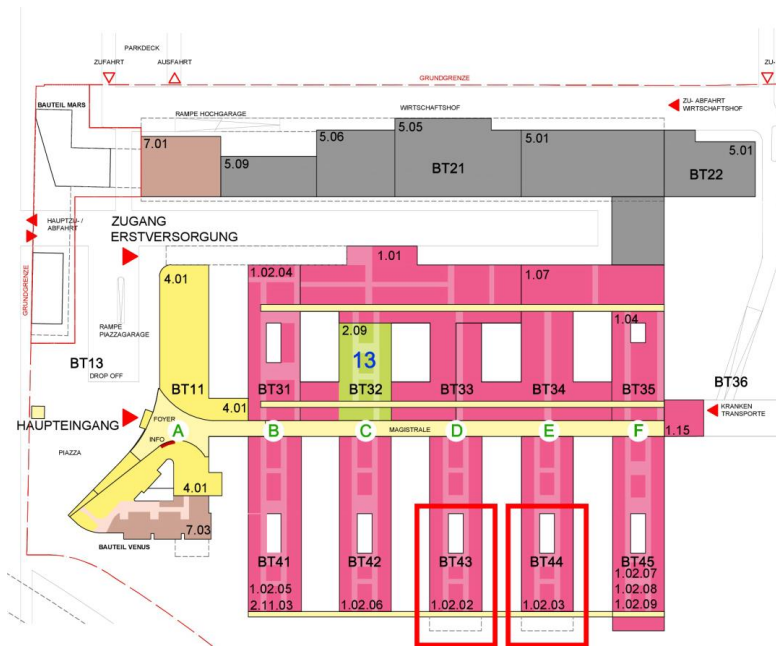 PARKDECK
ZUFAHRT
AUSFAHRT
ZU-
GRUNDGRENZE
BAUTEIL MARS
RAMPE HOCHGARAGE
WIRTSCHAFTSHOF
ZU- ABFAHRT
WIRTSCHAFTSHOF
7.01
5.09
5.06
5.05
5.01
5.01
BT21
BT22
HAUPTZU- /
ABFAHRT
ZUGANG
ERSTVERSORGUNG
GRUNDGRENZE
4.01
1.02.04
1.01
1.07
RAMPE
PIAZZAGARAGE
2.09
1.04
13
BT13
DROP OFF
BT11
BT31
BT32
BT33
BT34
BT35
BT36
4.01
HAUPTEINGANG
FOYER
INFO
A
B
C
MAGISTRALE
D
E
F
1.15
KRANKEN
TRANSPORTE
PIAZZA
4.01
7.03
BAUTEIL VENUS
BT41
BT42
BT43
BT44
BT45
1.02.05
2.11.03
1.02.06
1.02.02
1.02.03
1.02.07
1.02.08
1.02.09